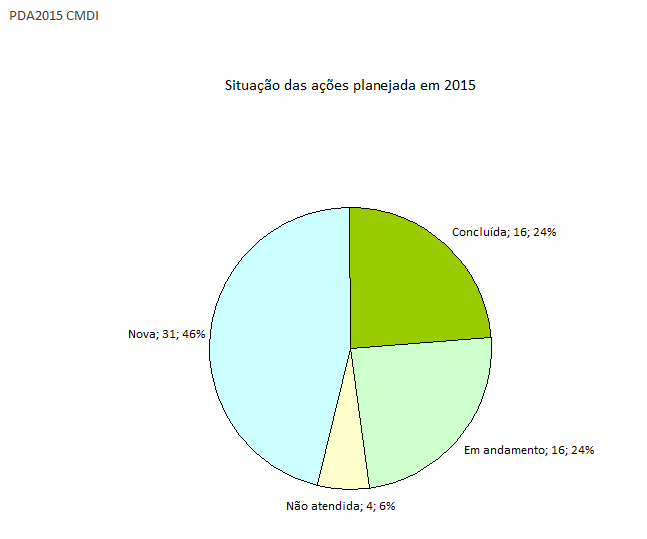 PDA2015 CMDI
Situação das ações planejada em 2015
Concluída; 16; 24%
Nova; 31; 46%
Em andamento; 16; 24%
Não atendida; 4; 6%